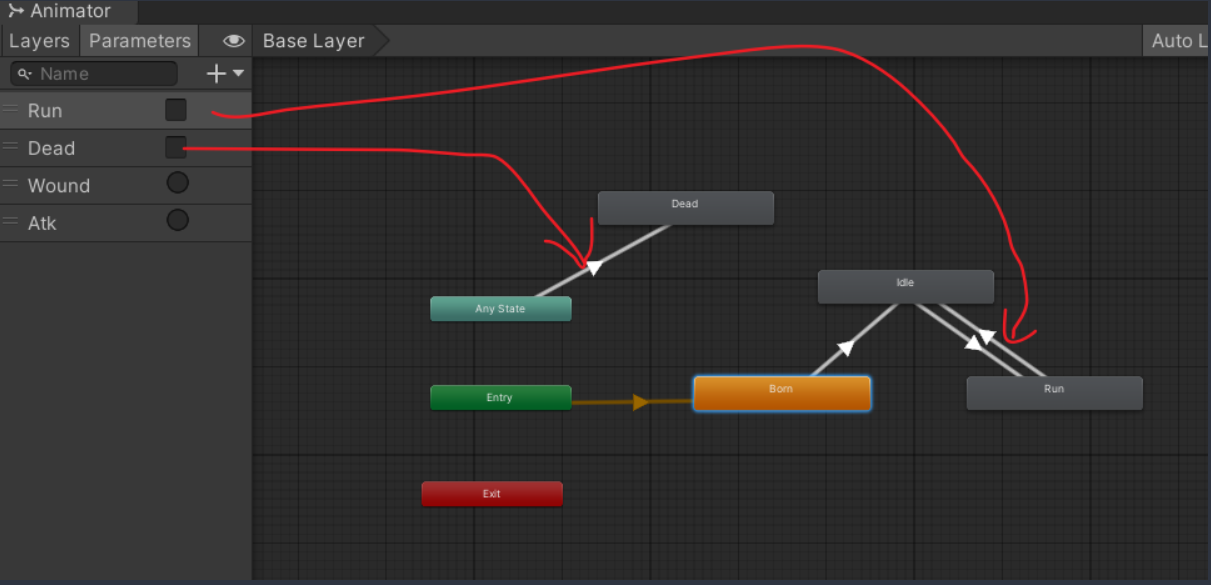 Animator
Layers Parameters Base Layer Auto L
Name
Run
Dead
Wound
Atk
Dead
Idle
Any State
Born
Run
Entry
Exit